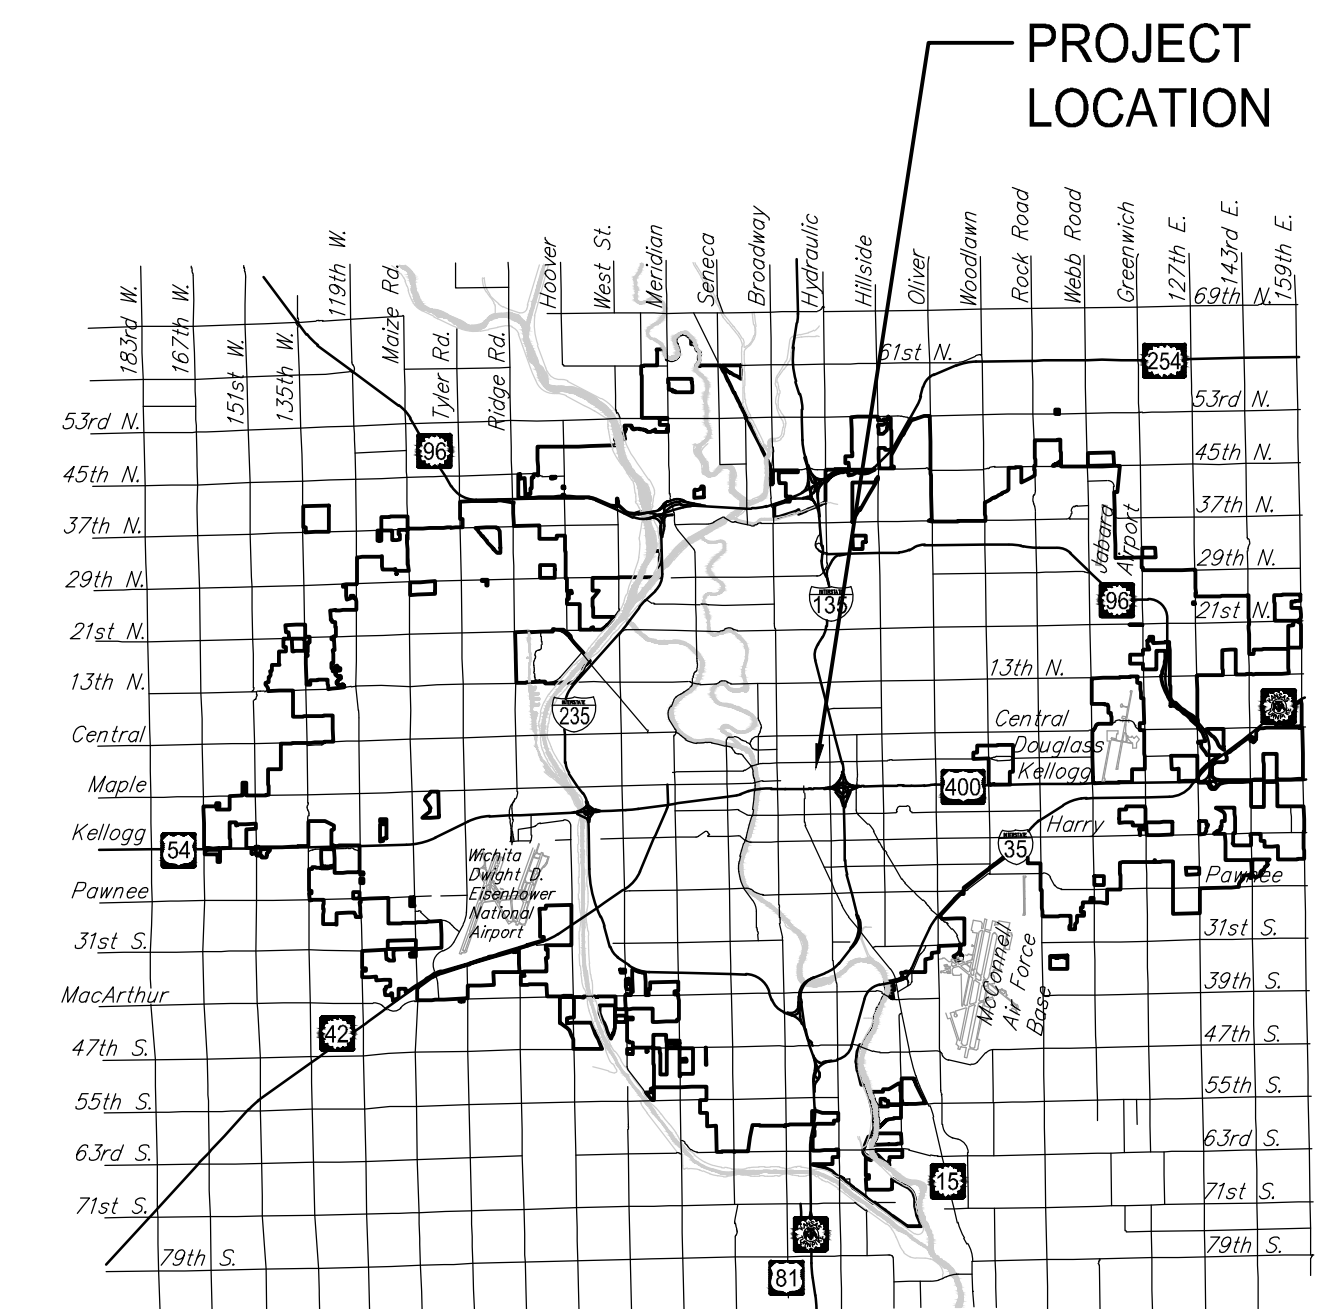 PROJECT
LOCATION
183rd W.
167th W.
151st W.
135th W.
119th W.
Maize Rd.
Tyler Rd.
Ridge Rd.
Hoover
West St.
Meridian
Seneca
Broadway
Hydraulic
Hillside
Oliver
Woodlawn
Rock Road
Webb Road
Greenwich
127th E.
143rd E.
159th E.
69th N.
61st N.
254
53rd N.
53rd N.
96
45th N.
45th N.
37th N.
37th N.
Jabara
Airport
29th N.
29th N.
INTERSTATE
135
96
21st N.
21st N.
13th N.
13th N.
INTERSTATE
235
Central
Central
Douglass
Maple
Kellogg
400
Kellogg
54
Harry
INTERSTATE
35
Wichita
Dwight D.
Eisenhower
National
Airport
Pawnee
Pawnee
31st S.
31st S.
McConnell
Air Force
Base
MacArthur
39th S.
42
47th S.
47th S.
55th S.
55th S.
63rd S.
63rd S.
15
71st S.
71st S.
79th S.
79th S.
81